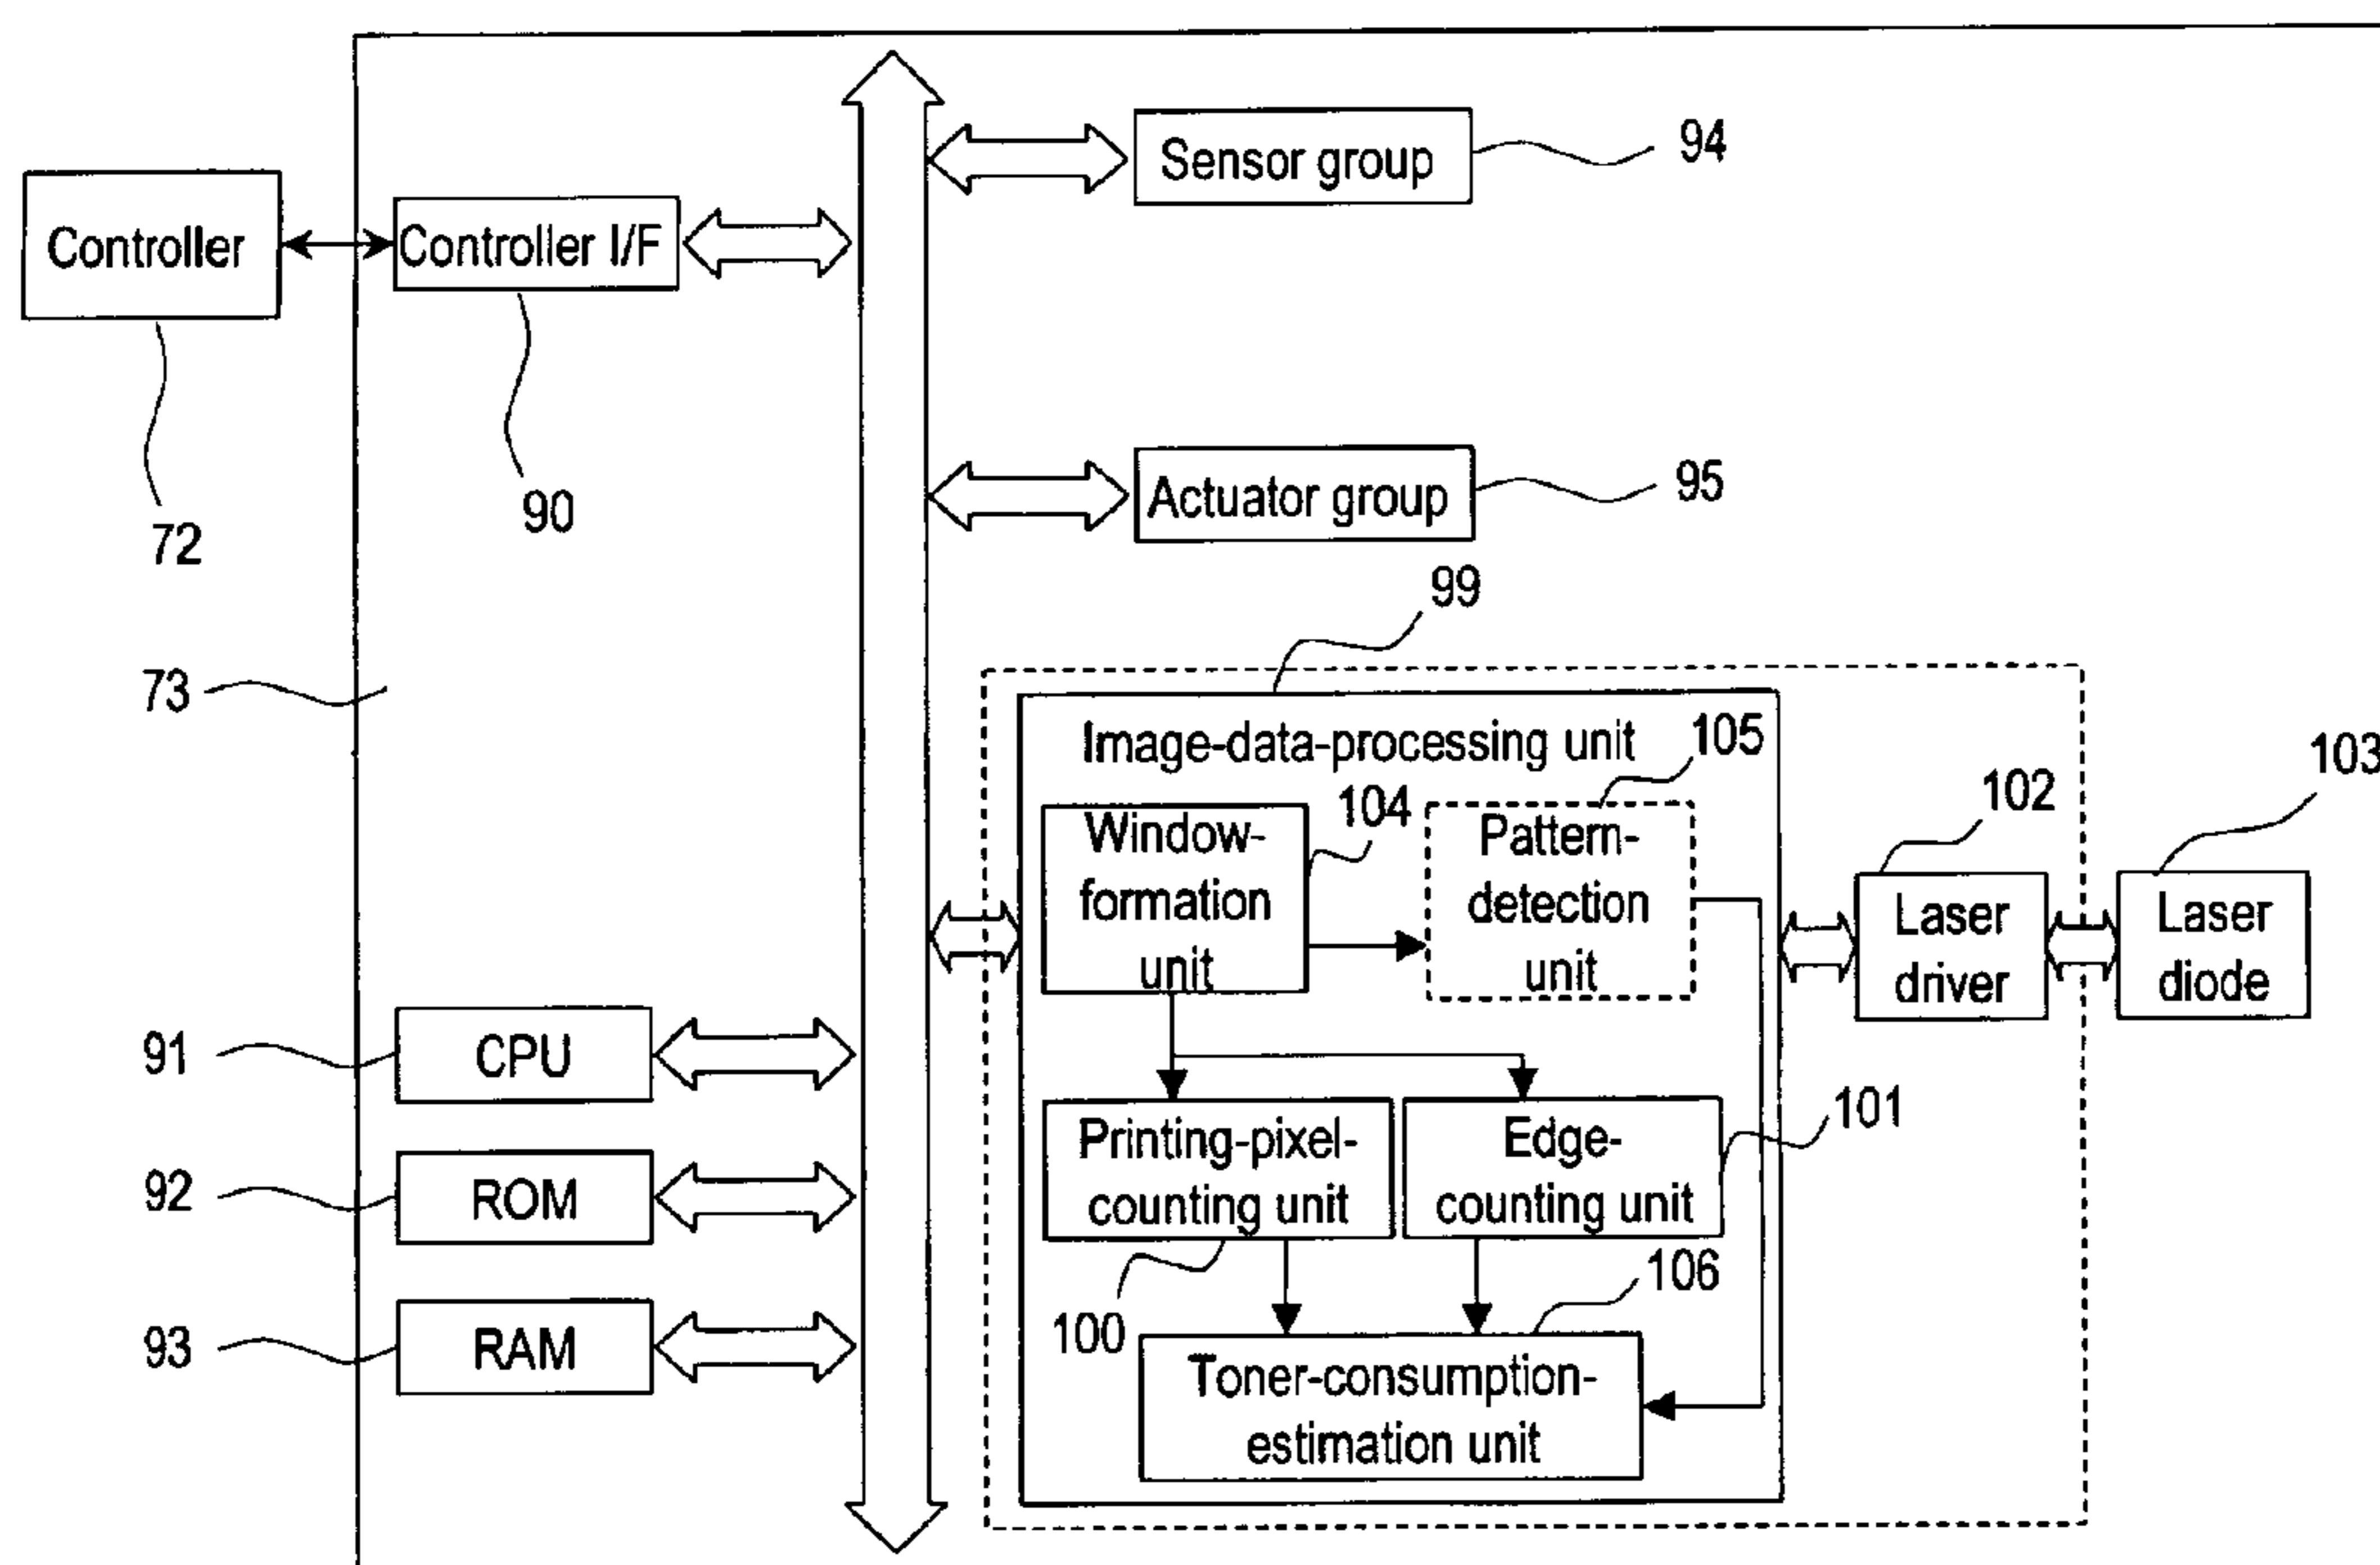 Sensor group
94
Controller
Controller I/F
72
90
Actuator group
95
99
73
Image-data-processing unit
105
104
Window-
formation
unit
Pattern-
detection
unit
102
103
Laser
driver
Laser
diode
91
CPU
92
ROM
93
RAM
Printing-pixel-
counting unit
Edge-
counting unit
101
100
106
Toner-consumption-
estimation unit